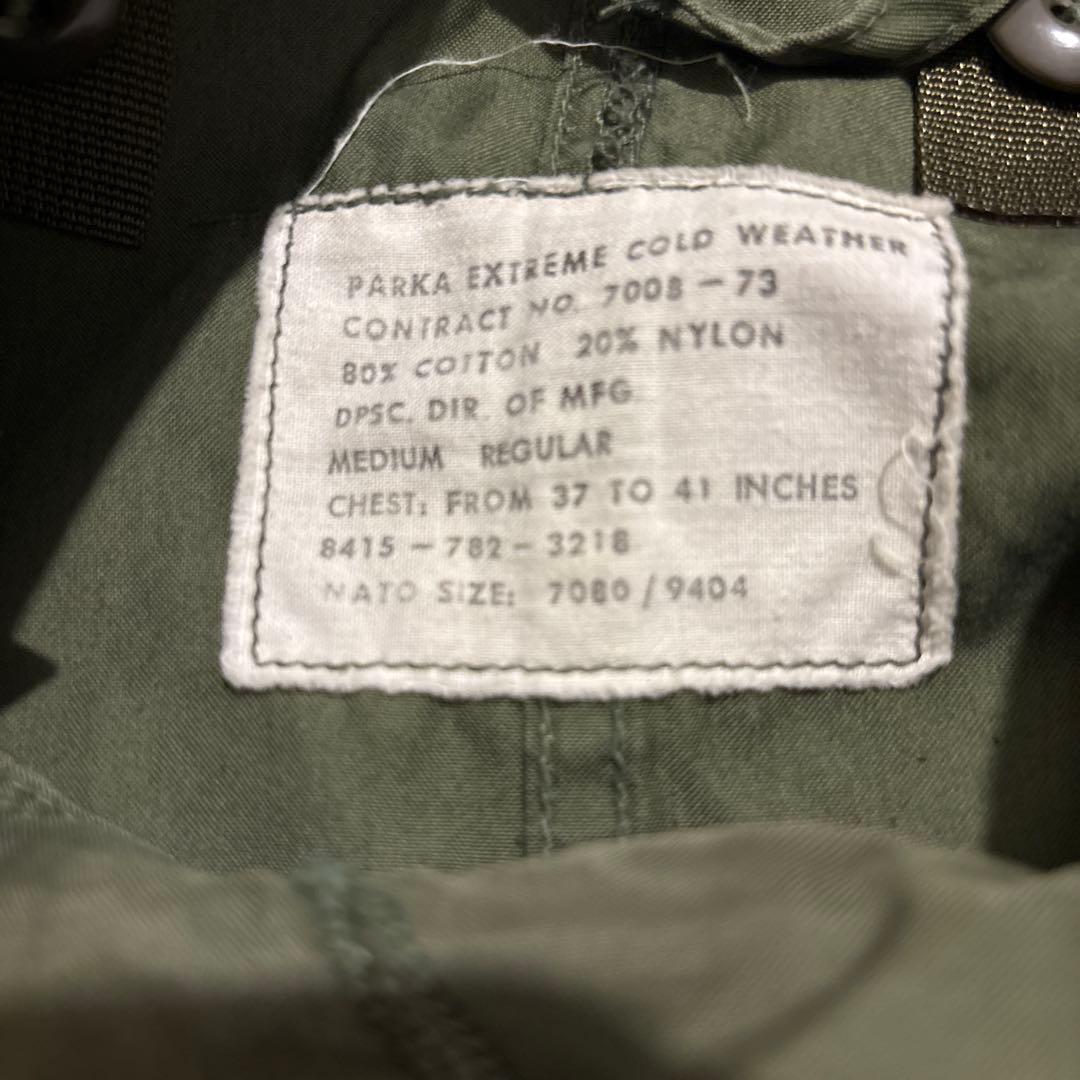 PARKA EXTREME COLD WEATHER
CONTRACT NO. 7008-73
80% COTTON 20% NYLON
DPSC. DIR. OF MFG
MEDIUM REGULAR
CHEST: FROM 37 TO 41 INCHES
8415-782-3218
NATO SIZE: 7080/9404